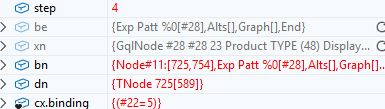 step 4
be {Exp Patt %0[#28],Alts[],Graph[],End}
xn {GqlNode #28 #28 23 Product TYPE (48) Display...
bn {Node#11:[725,754],Exp Patt %0[#28],Alts[],Graph[],
dn {TNode 725[589]}
cx.binding {(#22=5)}